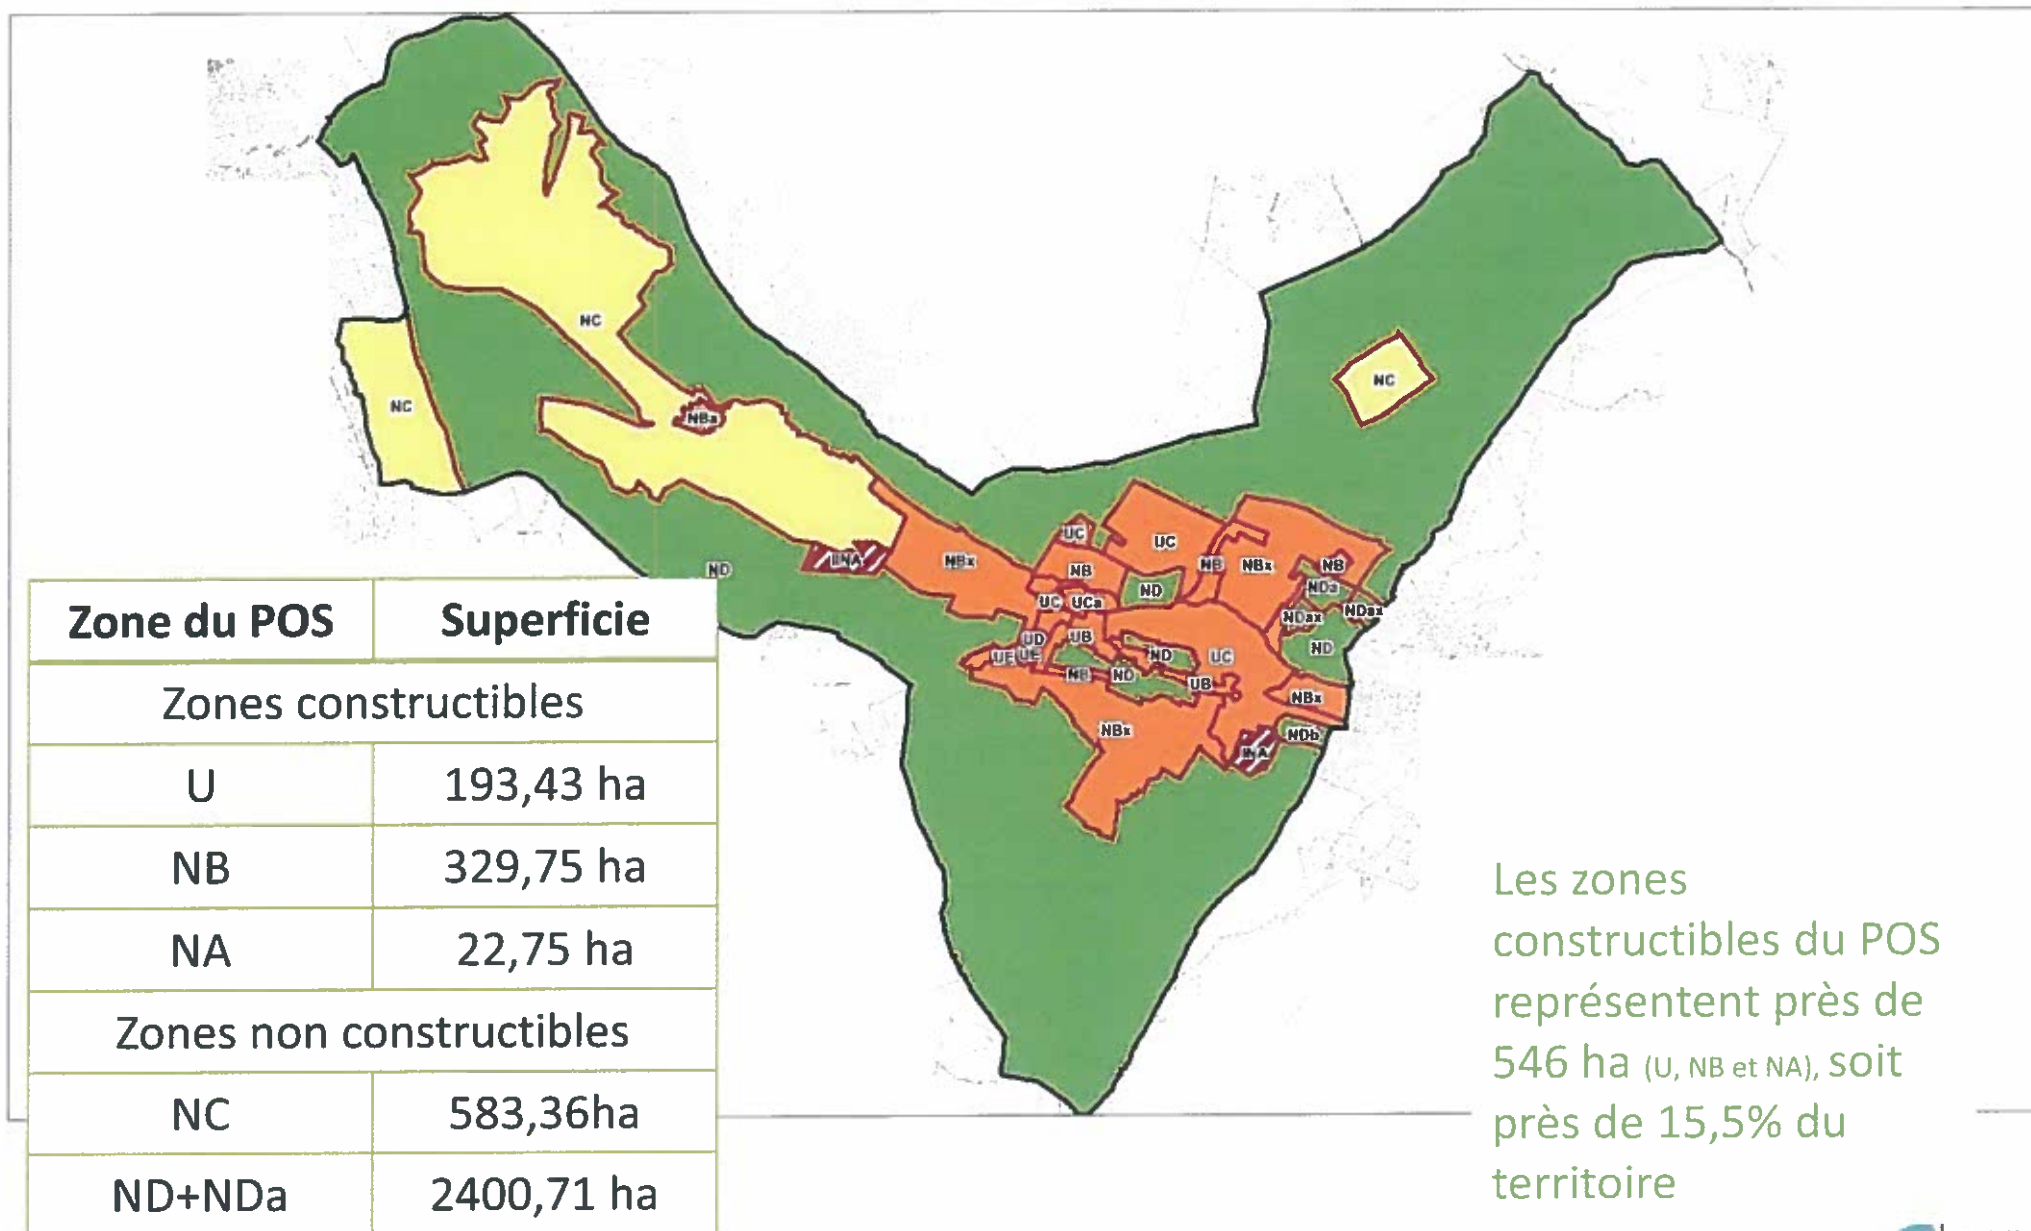 NC
NC
NC
NBa
IINA
ND
NBx
UC
NB
UC
NB
NBx
NB
ND
NDa
NDax
NDax
UC
UCa
UD
UB
UE
UE
ND
UC
ND
NB
ND
UB
NBx
NBx
INA
NDb
Zone du POS Superficie
Zones constructibles
U 193,43 ha
NB 329,75 ha
NA 22,75 ha
Zones non constructibles
NC 583,36ha
ND+NDa 2400,71 ha
Les zones
constructibles du POS
représentent près de
546 ha (U, NB et NA), soit
près de 15,5% du
territoire